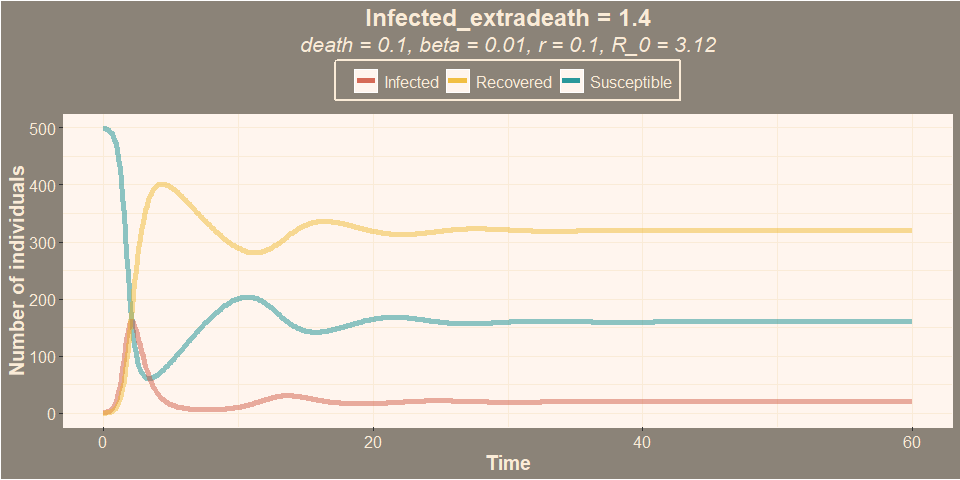 Infected_extradeath = 1.4
death = 0.1, beta = 0.01, r = 0.1, R_0 = 3.12
Infected Recovered Susceptible
Number of individuals
500
400
300
200
100
0
0 20 40 60
Time